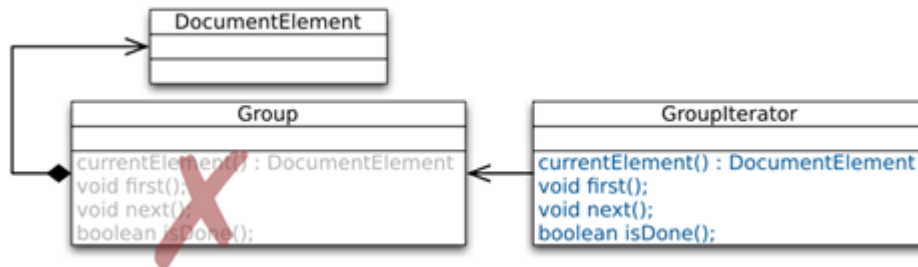 DocumentElement
Group
currentElement() : DocumentElement
void first();
void next();
boolean isDone();
GroupIterator
currentElement() : DocumentElement
void first();
void next();
boolean isDone();